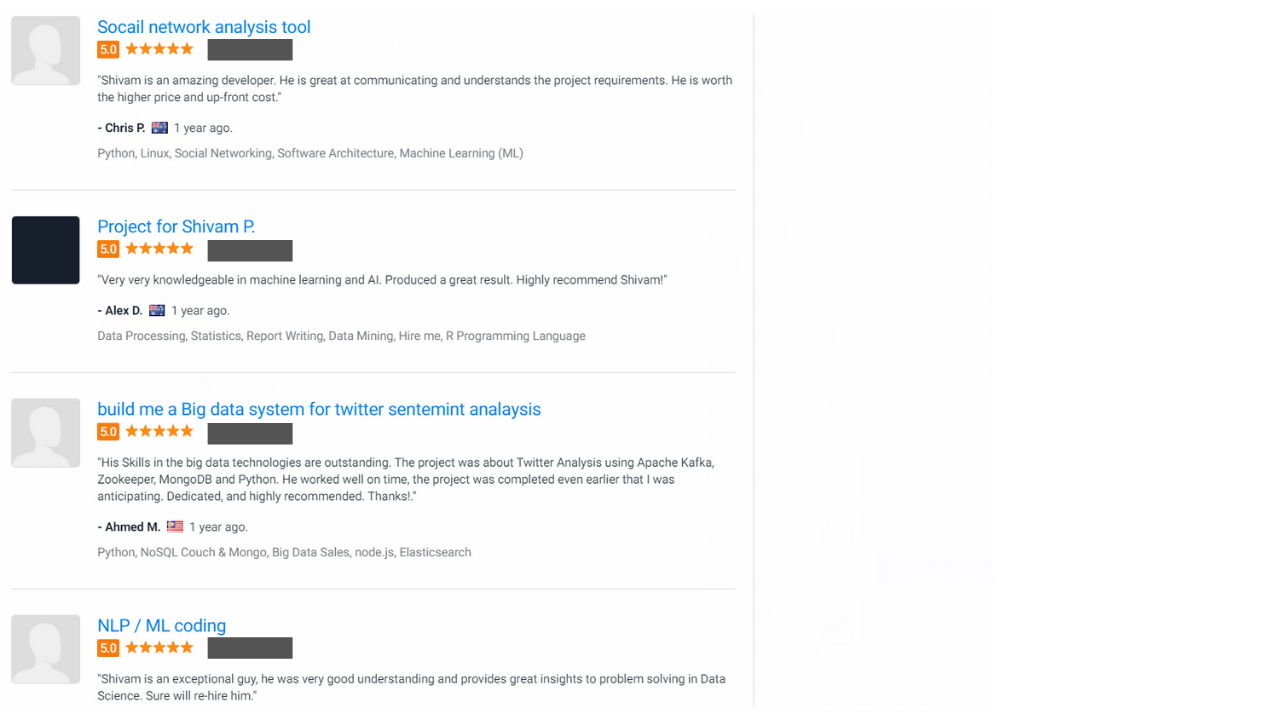 Socail network analysis tool
5.0
"Shivam is an amazing developer. He is great at communicating and understands the project requirements. He is worth
the higher price and up-front cost."
- Chris P. 1 year ago.
Python, Linux, Social Networking, Software Architecture, Machine Learning (ML)
Project for Shivam P.
5.0
"Very very knowledgeable in machine learning and AI. Produced a great result. Highly recommend Shivam!"
- Alex D. 1 year ago.
Data Processing, Statistics, Report Writing, Data Mining, Hire me, R Programming Language
build me a Big data system for twitter sentemint analaysis
5.0
"His Skills in the big data technologies are outstanding. The project was about Twitter Analysis using Apache Kafka,
Zookeeper, MongoDB and Python. He worked well on time, the project was completed even earlier that I was
anticipating. Dedicated, and highly recommended. Thanks!."
- Ahmed M. 1 year ago.
Python, NoSQL Couch & Mongo, Big Data Sales, node.js, Elasticsearch
NLP / ML coding
5.0
"Shivam is an exceptional guy, he was very good understanding and provides great insights to problem solving in Data
Science. Sure will re-hire him."